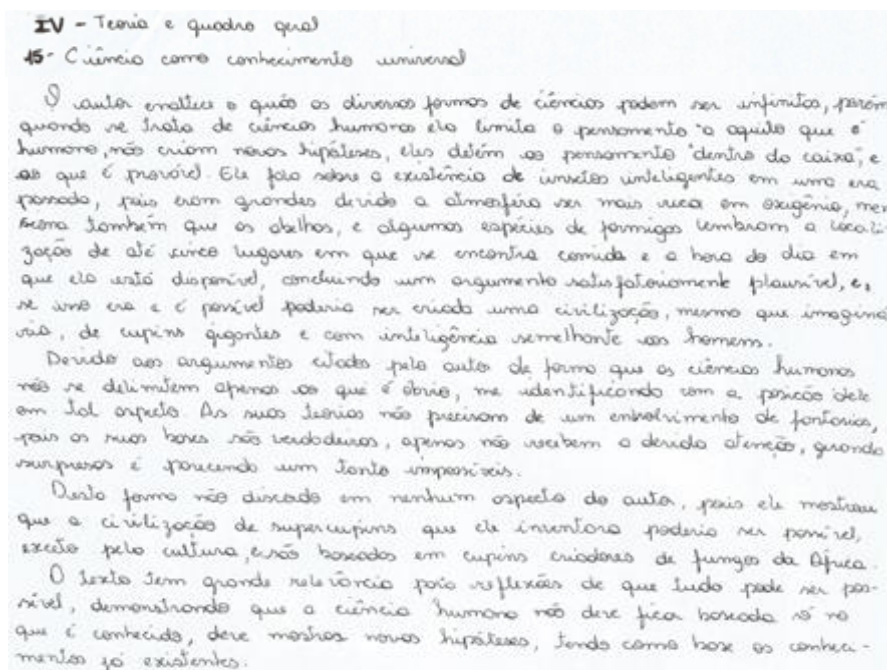 IV - Teoria e quadro geral
15- Ciência como conhecimento universal
O autor enaltece o quão as diversas formas de ciências podem ser infinitas, porém
quando se trata de ciências humanas ela limita o pensamento a aquilo que é
humano, não criam novas hipóteses, eles detêm ao pensamento "dentro da caixa", e
ao que é provável. Ele fala sobre a existência de insetos inteligentes em uma era
passada, pois eram grandes devido a atmosfera ser mais rica em oxigênio, men
ciona também que as abelhas, e algumas espécies de formigas lembram a locali-
zação de até cinco lugares em que se encontra comida e a hora do dia em
que ela está disponível, concluindo um argumento satisfatoriamente plausível, e,
se uma era e é possível poderia ser criada uma civilização, mesmo que imaginá
ria, de cupins gigantes e com inteligência semelhante aos homens.
Devido aos argumentos citados pelo autor de forma que as ciências humanas
não se delimitem apenas ao que é óbvio, me identificando com a posição dele
em tal aspecto. As suas teorias não precisam de um envolvimento de fantasias,
pois as suas bases são verdadeiras, apenas não recebem a devida atenção, gerando
surpresas e parecendo um tanto impossíveis.
Desta forma não discordo em nenhum aspecto do autor, pois ele mostrou
que a civilização de supercupins que ele inventara poderia ser possível,
exceto pela cultura, baseados em cupins criadores de fungos da África.
O texto tem grande relevância para reflexões de que tudo pode ser pos-
sível, demonstrando que a ciência humana não deve ficar baseada só no
que é conhecido, deve mostrar novas hipóteses, tendo como base os conheci-
mentos já existentes.